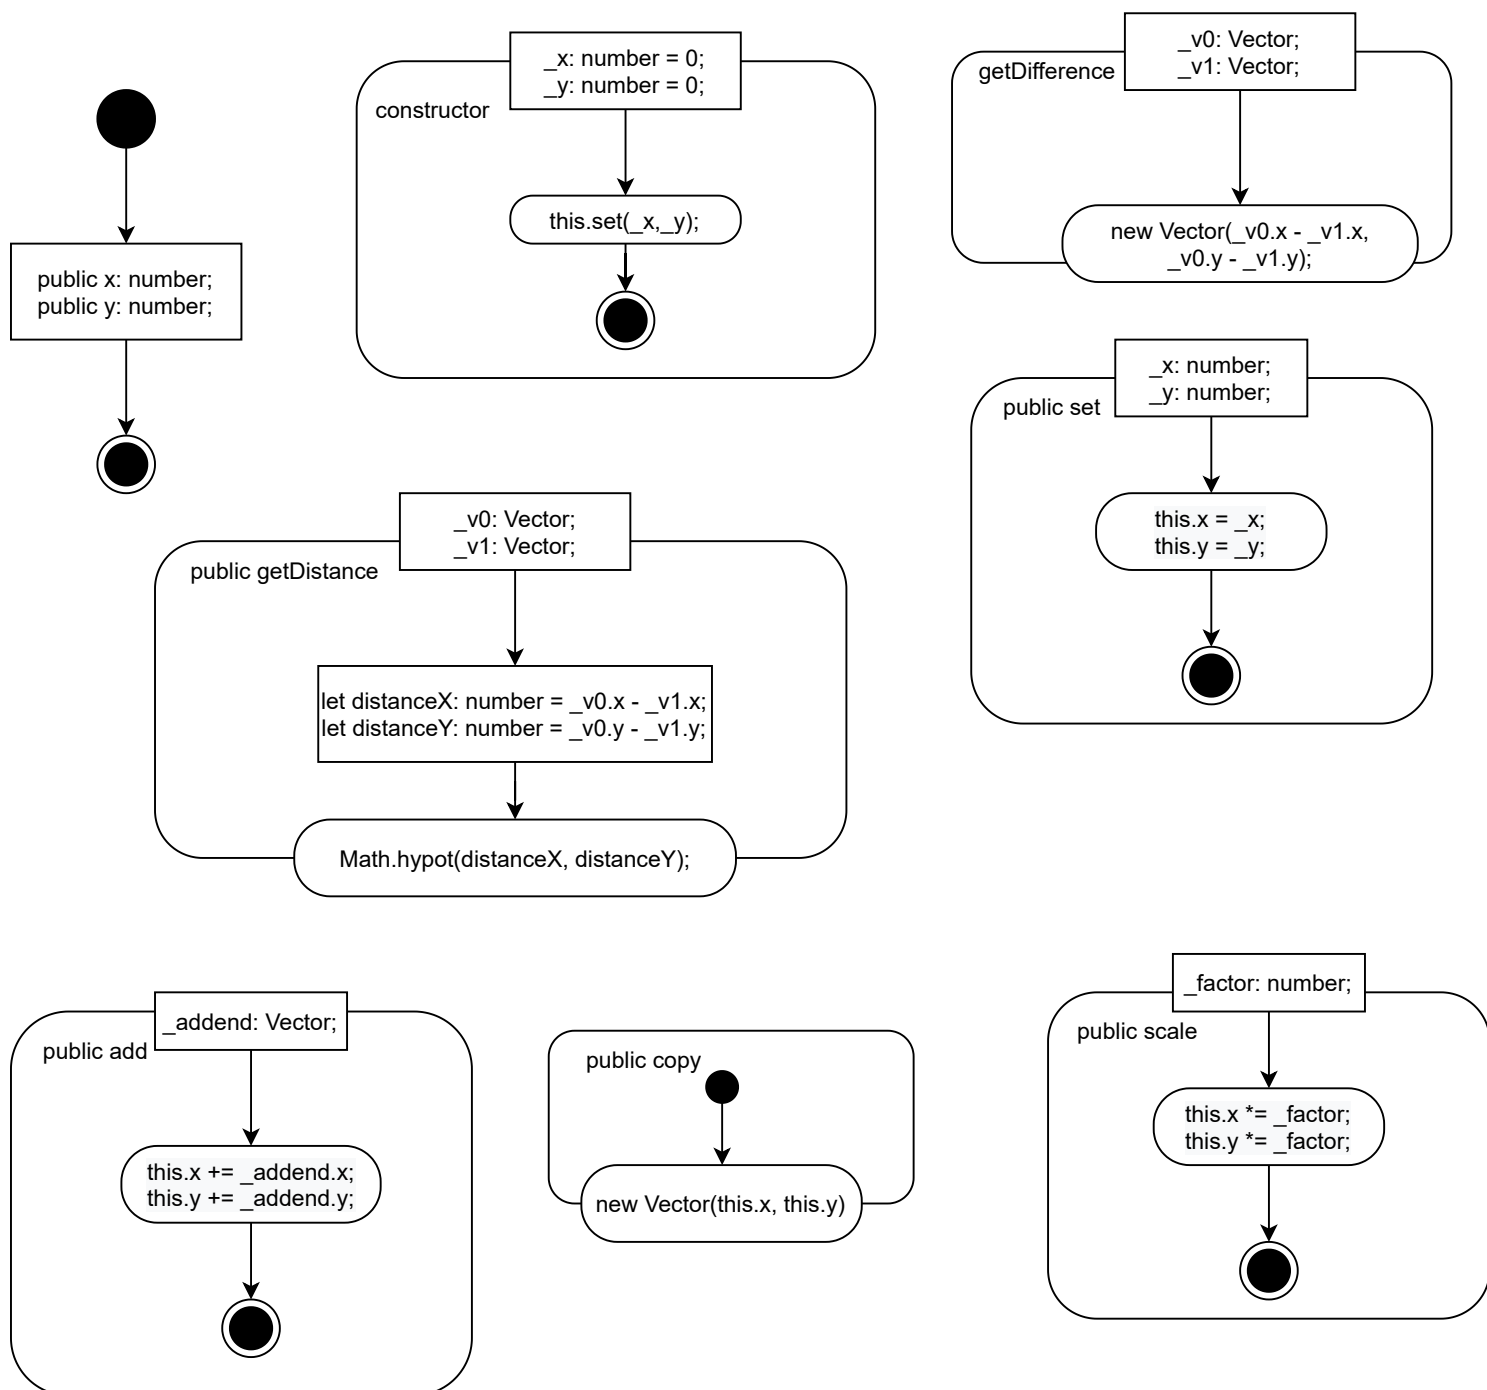 _x: number = 0;
_y: number = 0;
constructor
this.set(_x,_y);
_v0: Vector;
_v1: Vector;
getDifference
new Vector(_v0.x - _v1.x,
_v0.y - _v1.y);
public x: number;
public y: number;
_x: number;
_y: number;
public set
this.x = _x;
this.y = _y;
_v0: Vector;
_v1: Vector;
public getDistance
let distanceX: number = _v0.x - _v1.x;
let distanceY: number = _v0.y - _v1.y;
Math.hypot(distanceX, distanceY);
_addend: Vector;
public add
this.x += _addend.x;
this.y += _addend.y;
public copy
new Vector(this.x, this.y)
_factor: number;
public scale
this.x *= _factor;
this.y *= _factor;